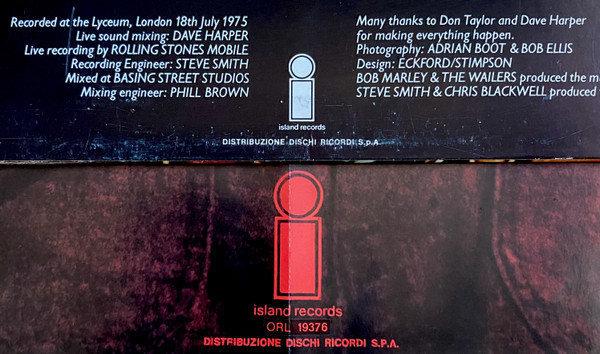 Recorded at the Lyceum, London 18th July 1975
Live sound mixing: DAVE HARPER
Live recording by ROLLING STONES MOBILE
Recording Engineer: STEVE SMITH
Mixed at BASING STREET STUDIOS
Mixing engineer: PHILL BROWN
Many thanks to Don Taylor and Dave Harper
for making everything happen.
Photography: ADRIAN BOOT & BOB ELLIS
Design: ECKFORD/STIMPSON
BOB MARLEY & THE WAILERS produced the
STEVE SMITH & CHRIS BLACKWELL produced
island records
DISTRIBUZIONE DISCHI RICORDI S.p.A.
island records
ORL 19376
DISTRIBUZIONE DISCHI RICORDI S.P.A.